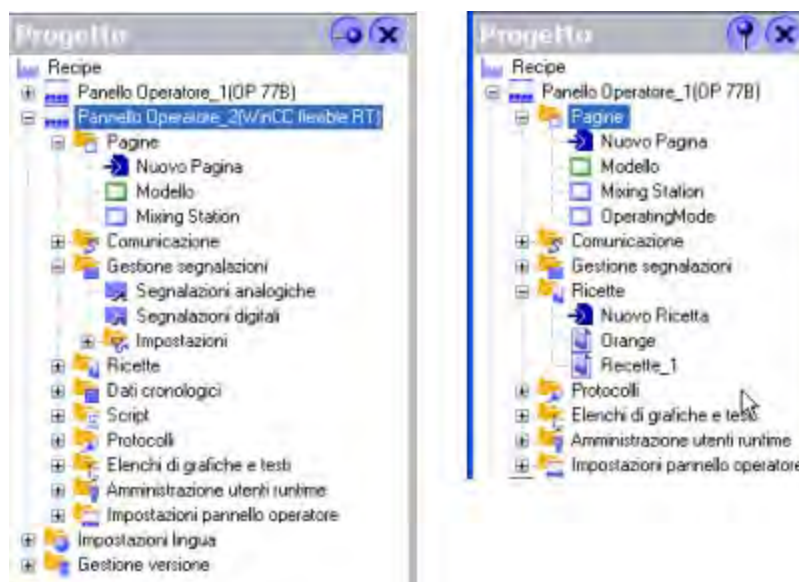 Progetto
Recipe
Panello Operatore_1(OP 77B)
Pannello Operatore_2(WinCC flexible RT)
Pagine
Nuovo Pagina
Modello
Mixing Station
Comunicazione
Gestione segnalazioni
Segnalazioni analogiche
Segnalazioni digitali
Impostazioni
Ricette
Dati cronologici
Script
Protocolli
Elenchi di grafiche e testi
Amministrazione utenti runtime
Impostazioni pannello operatore
Impostazioni lingua
Gestione versione
Progetto
Recipe
Panello Operatore_1(OP 77B)
Pagine
Nuovo Pagina
Modello
Mixing Station
OperatingMode
Comunicazione
Gestione segnalazioni
Ricette
Nuovo Ricetta
Orange
Recette_1
Protocolli
Elenchi di grafiche e testi
Amministrazione utenti runtime
Impostazioni pannello operatore